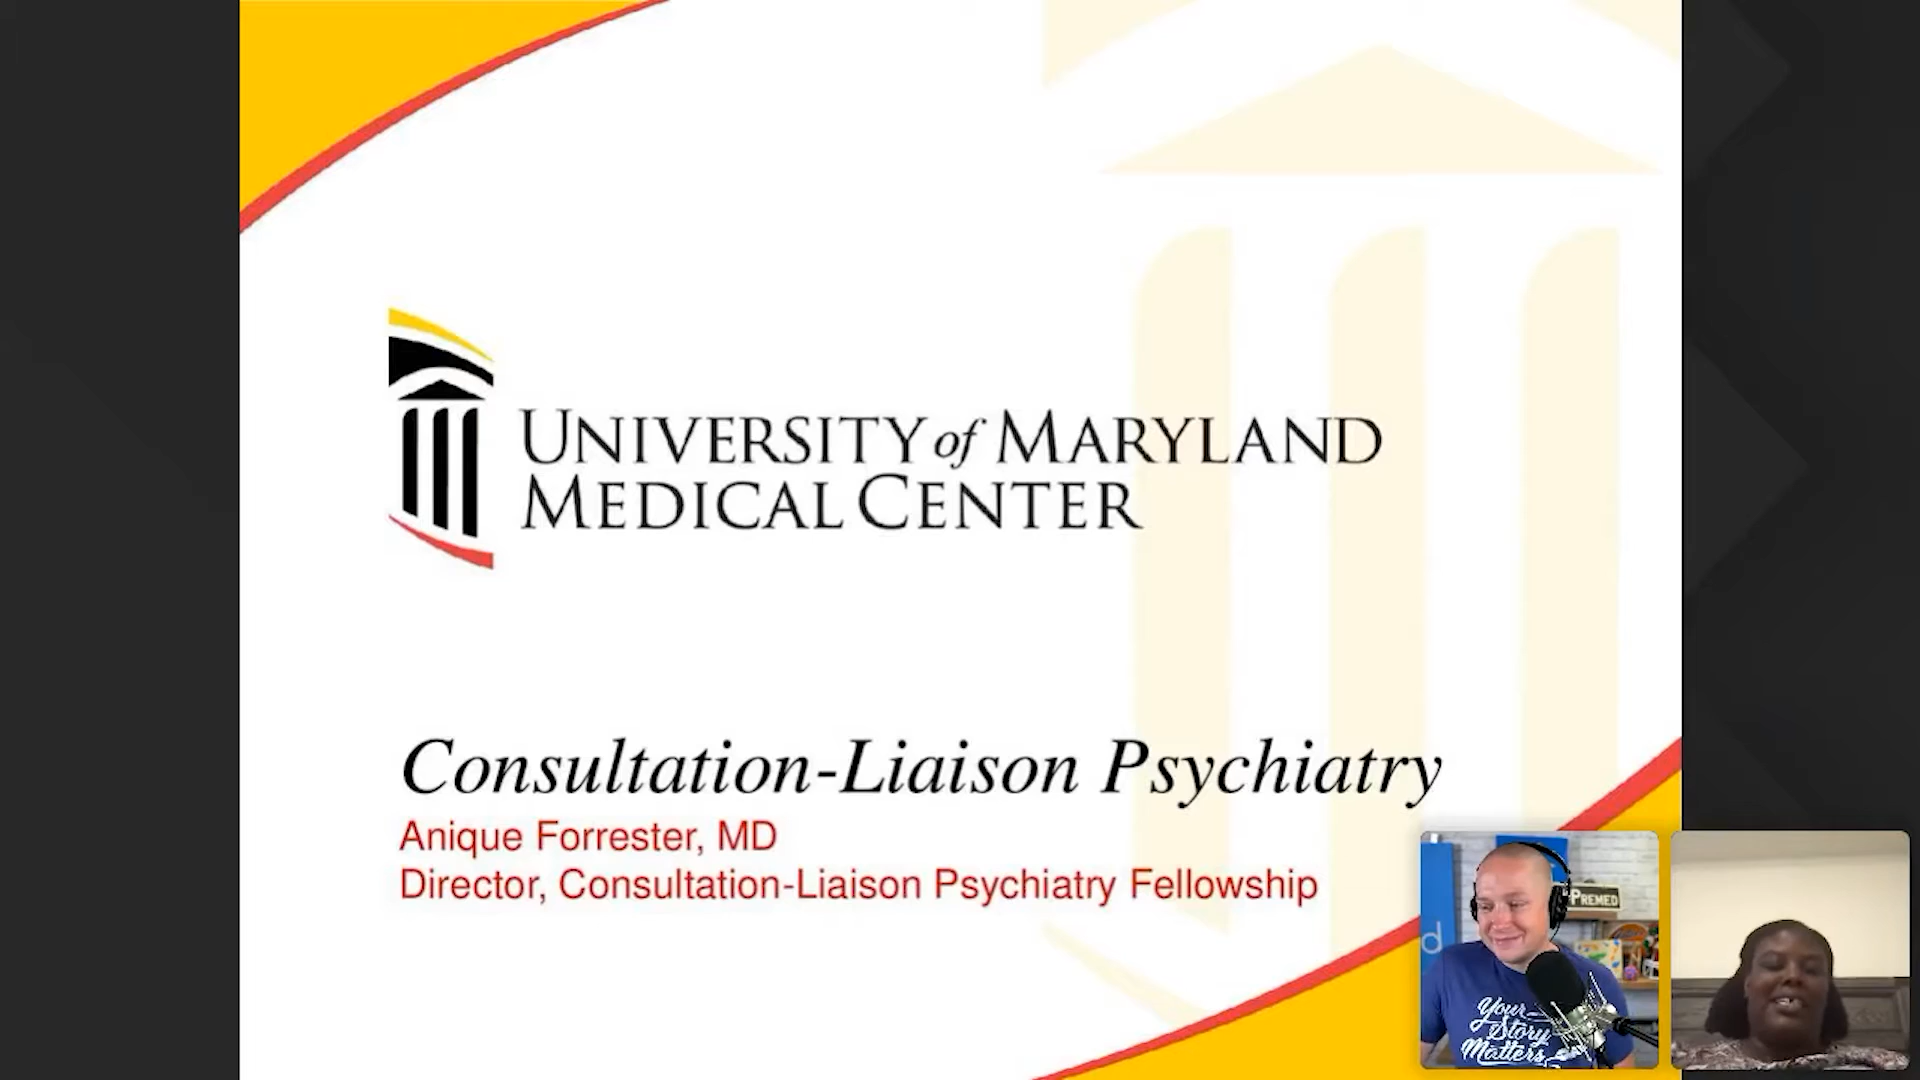 UNIVERSITY of MARYLAND
MEDICAL CENTER
Consultation-Liaison Psychiatry
Anique Forrester, MD
Director, Consultation-Liaison Psychiatry Fellowship
PREMED
d
Your
Story
Matters